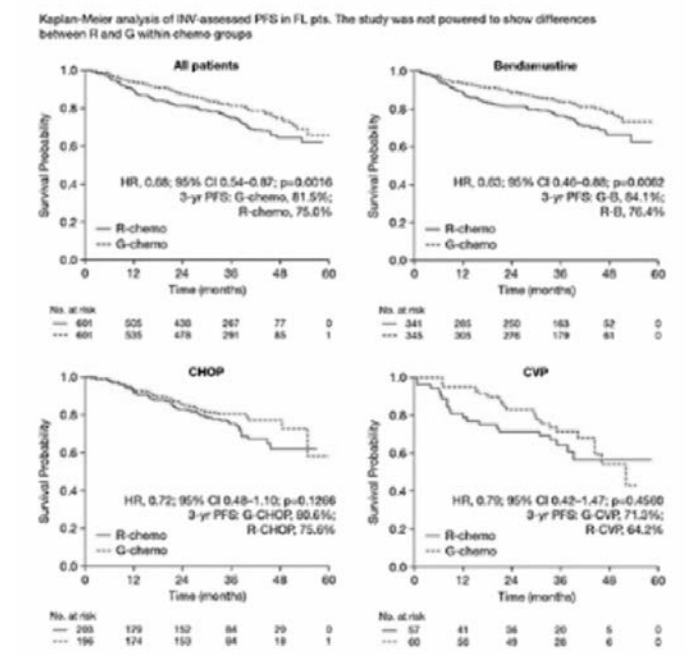 Kaplan-Meier analysis of INV-assessed PFS in FL pts. The study was not powered to show differences
between R and G within chemo groups
All patients
Survival Probability
1.0
0.8
0.6
0.4
0.2
0.0
HR, 0.68; 95% CI 0.54-0.87; p=0.0016
3-yr PFS: G-chemo, 81.5%;
R-chemo, 75.0%
R-chemo
G-chemo
0 12 24 36 48 60
Time (months)
No. at risk
601 505 438 267 77 0
601 535 478 291 85 1
Bendamustine
Survival Probability
1.0
0.8
0.6
0.4
0.2
0.0
HR, 0.63; 95% CI 0.46-0.88; p=0.0062
3-yr PFS: G-B, 84.1%;
R-B, 76.4%
R-chemo
G-chemo
0 12 24 36 48 60
Time (months)
No. at risk
341 285 250 163 52 0
345 305 276 179 61 0
CHOP
Survival Probability
1.0
0.8
0.6
0.4
0.2
0.0
HR, 0.72; 95% CI 0.48-1.10; p=0.1266
3-yr PFS: G-CHOP, 80.6%;
R-CHOP, 75.6%
R-chemo
G-chemo
0 12 24 36 48 60
Time (months)
No. at risk
203 179 152 84 20 0
196 174 153 84 18 1
CVP
Survival Probability
1.0
0.8
0.6
0.4
0.2
0.0
HR, 0.79; 95% CI 0.42-1.47; p=0.4560
3-yr PFS: G-CVP, 71.3%;
R-CVP, 64.2%
R-chemo
G-chemo
0 12 24 36 48 60
Time (months)
No. at risk
57 41 36 20 5 0
60 56 49 28 6 0